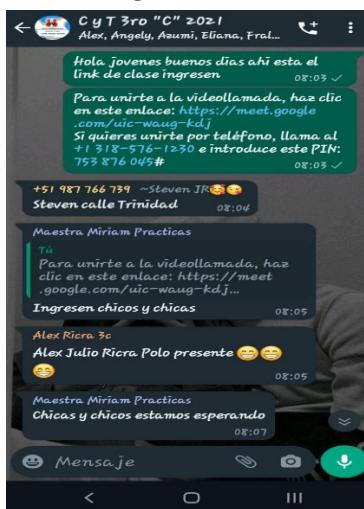 C y T 3ro "C" 2021
Alex, Angely, Azumi, Eliana, Fral...
Hola jovenes buenos dias ahi esta el
link de clase ingresen
08:03
Para unirte a la videollamada, haz clic
en este enlace: https://meet.google
.com/uic-waug-kdj
Si quieres unirte por teléfono, llama al
+1 318-576-1230 e introduce este PIN:
753 876 045#
08:03
+51 987 766 739 ~Steven JR🥰😘
Steven calle Trinidad
08:04
Maestra Miriam Practicas
Tú
Para unirte a la videollamada, haz
clic en este enlace: https://meet
.google.com/uic-waug-kdj...
Ingresen chicos y chicas
08:05
Alex Ricra 3c
Alex Julio Ricra Polo presente 😁😁
😁
08:05
Maestra Miriam Practicas
Chicas y chicos estamos esperando
08:07
Mensaje